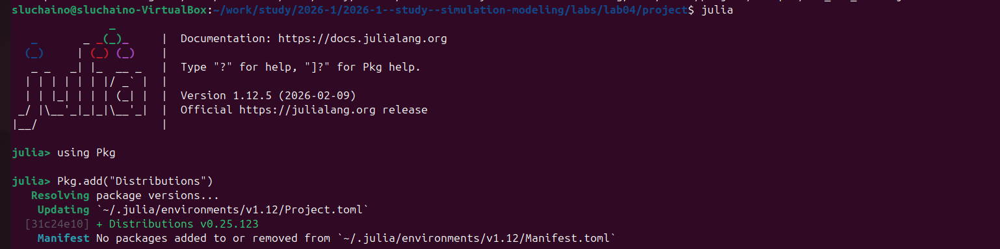 sluchaino@sluchaino-VirtualBox:~/work/study/2026-1/2026-1--study--simulation-modeling/labs/lab04/project$ julia
               _
   _       _ _(_)_     |  Documentation: https://docs.julialang.org
  (_)     | (_) (_)    |
   _ _   _| |_  __ _   |  Type "?" for help, "]?" for Pkg help.
  | | | | | | |/ _` |  |
  | | |_| | | | (_| |  |  Version 1.12.5 (2026-02-09)
 _/ |\__'_|_|_|\__'_|  |  Official https://julialang.org release
|__/                   |
julia> using Pkg
julia> Pkg.add("Distributions")
   Resolving package versions...
    Updating `~/.julia/environments/v1.12/Project.toml`
  [31c24e10] + Distributions v0.25.123
    Manifest No packages added to or removed from `~/.julia/environments/v1.12/Manifest.toml`